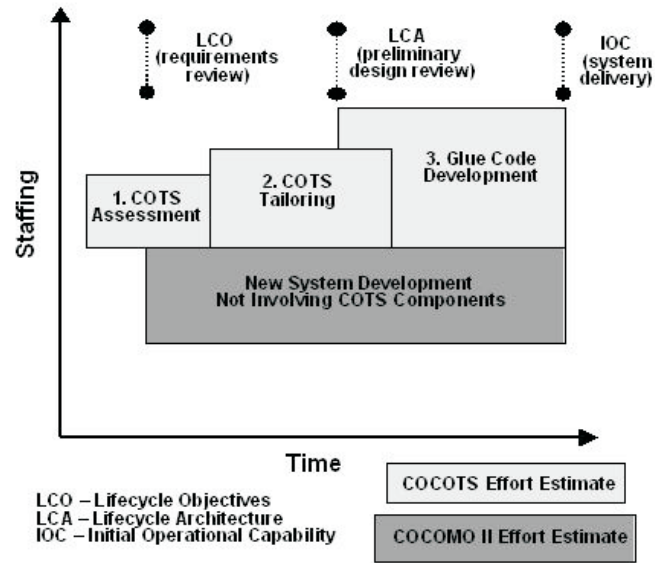 LCO
(requirements
review)
LCA
(preliminary
design review)
IOC
(system
delivery)
Staffing
1. COTS
Assessment
2. COTS
Tailoring
3. Glue Code
Development
New System Development
Not Involving COTS Components
Time
LCO – Lifecycle Objectives
LCA – Lifecycle Architecture
IOC – Initial Operational Capability
COCOTS Effort Estimate
COCOMO II Effort Estimate